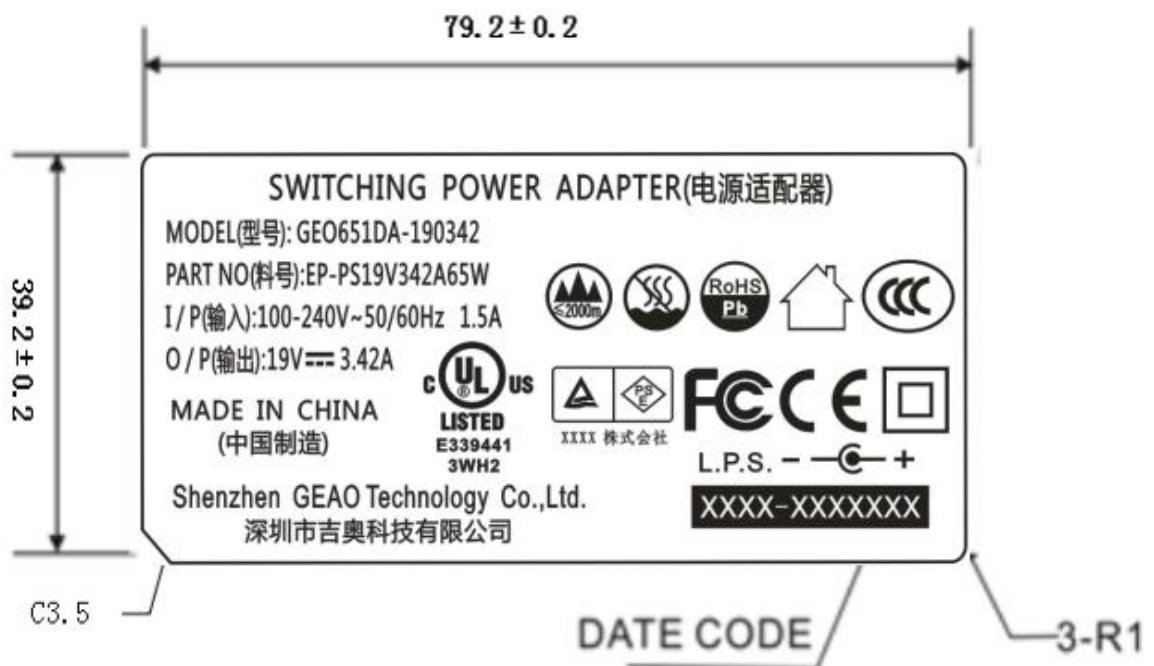 79.2±0.2
39.2±0.2
SWITCHING POWER ADAPTER(电源适配器)
MODEL(型号): GEO651DA-190342
PART NO(料号):EP-PS19V342A65W
I / P(输入):100-240V~50/60Hz 1.5A
O / P(输出):19V⎓3.42A
MADE IN CHINA
(中国制造)
Shenzhen GEAO Technology Co.,Ltd.
深圳市吉奥科技有限公司
≤2000m
RoHS
Pb
CCC
C UL® US
LISTED
E339441
3WH2
PSE
XXXX 株式会社
FC CE
L.P.S. - +
XXXX-XXXXXXX
C3.5
DATE CODE
3-R1